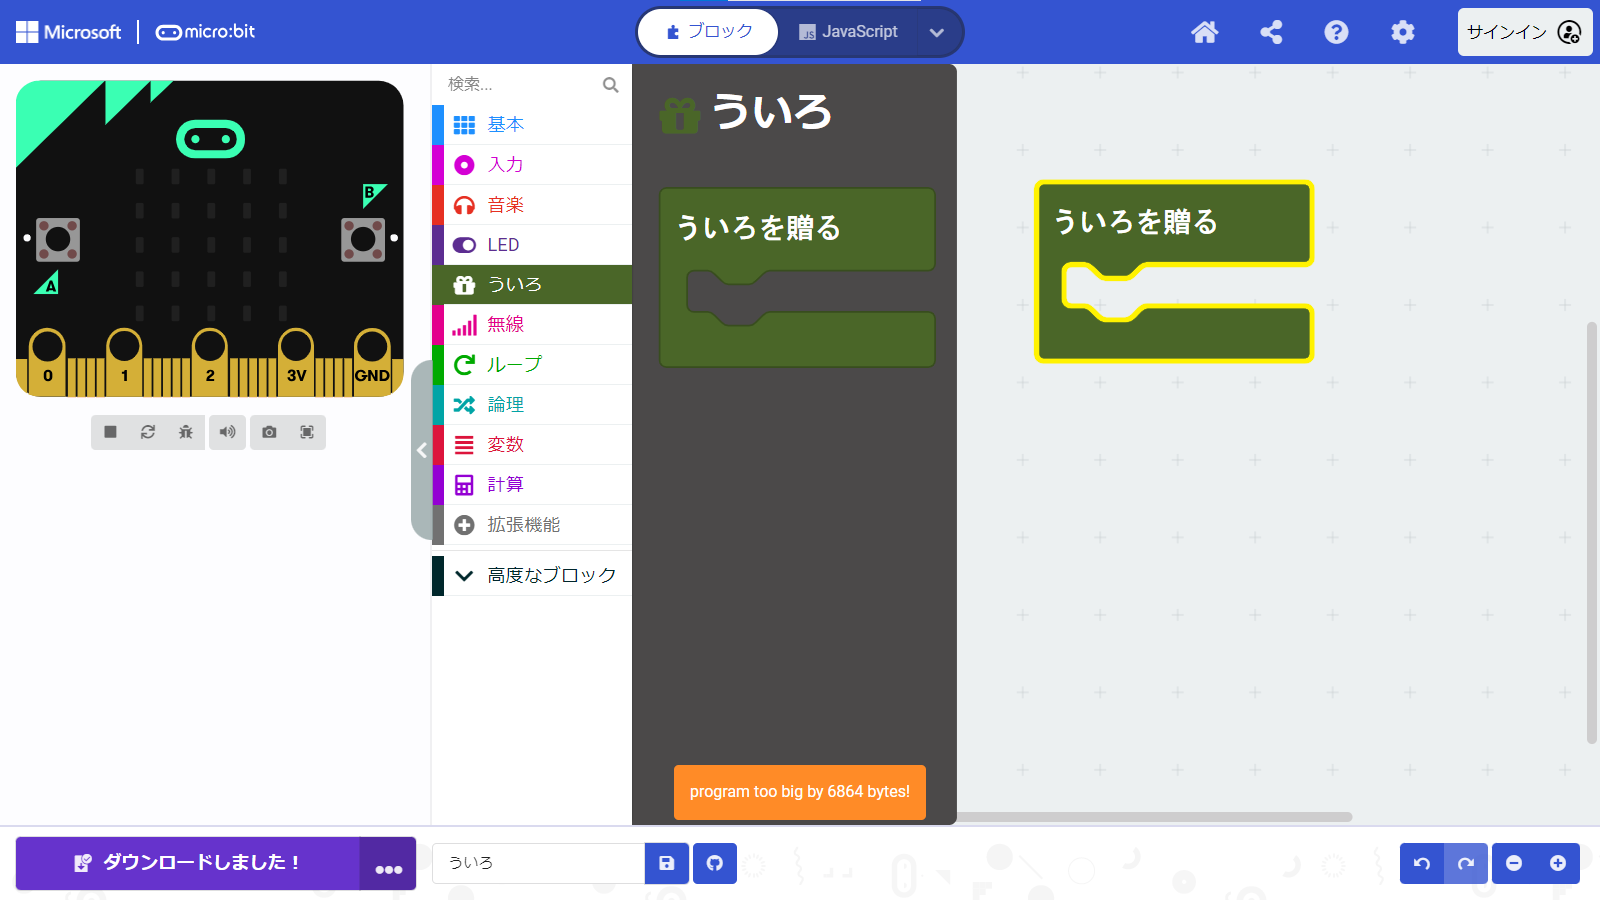 Microsoft
micro:bit
ブロック
JavaScript
サインイン
検索...
基本
入力
音楽
LED
ういろ
無線
ループ
論理
変数
計算
拡張機能
高度なブロック
ういろ
ういろを贈る
ういろを贈る
B
A
0
1
2
3V
GND
program too big by 6864 bytes!
ダウンロードしました！
ういろ